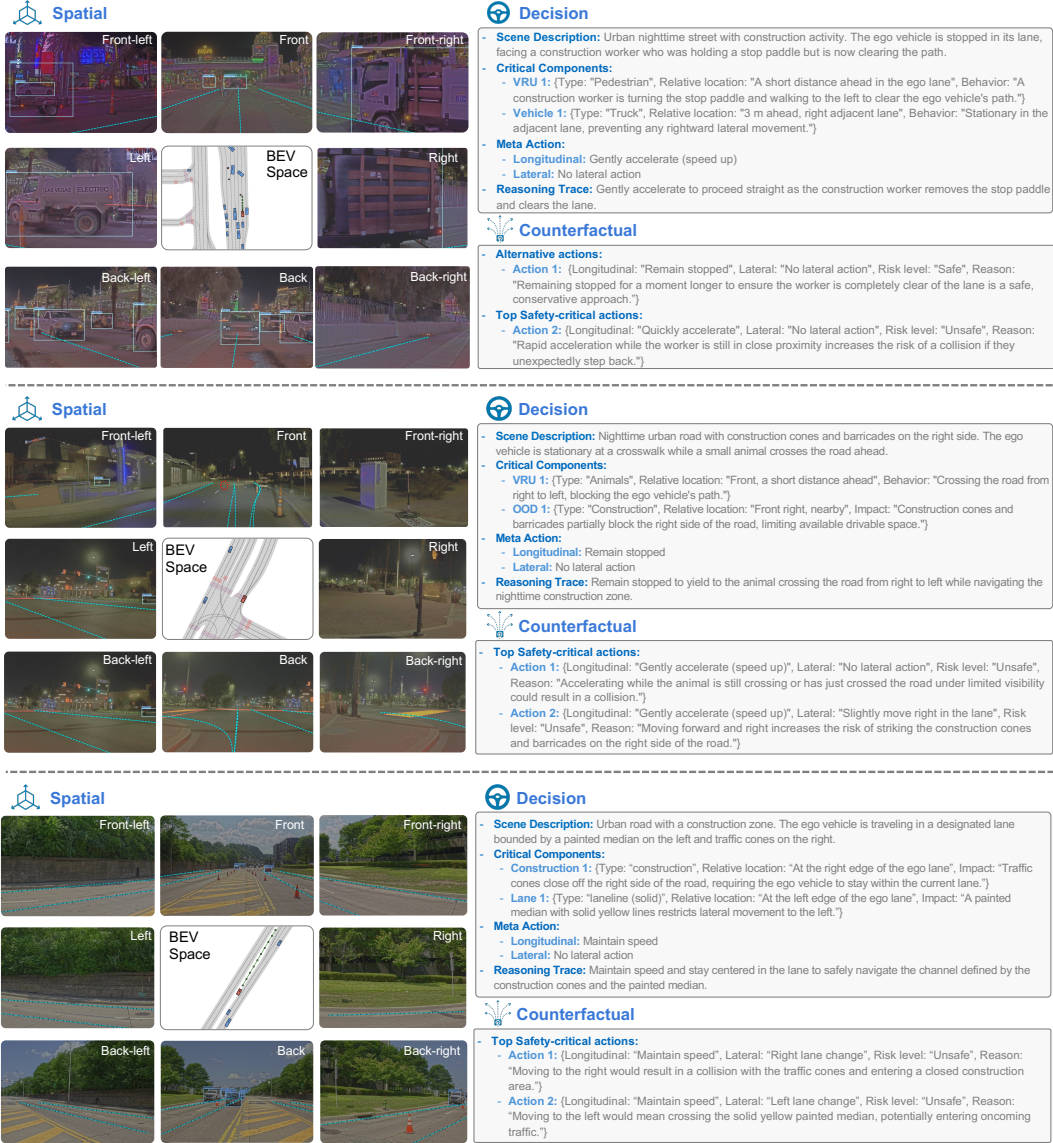 Spatial
Front-left
Front
Front-right
Left
BEV
Space
Right
LAS VEGAS ELECTRIC
Back-left
Back
Back-right
Decision
- Scene Description: Urban nighttime street with construction activity. The ego vehicle is stopped in its lane,
facing a construction worker who was holding a stop paddle but is now clearing the path.
- Critical Components:
- VRU 1: {Type: "Pedestrian", Relative location: "A short distance ahead in the ego lane", Behavior: "A
construction worker is turning the stop paddle and walking to the left to clear the ego vehicle's path."}
- Vehicle 1: {Type: "Truck", Relative location: "3 m ahead, right adjacent lane", Behavior: "Stationary in the
adjacent lane, preventing any rightward lateral movement."}
- Meta Action:
- Longitudinal: Gently accelerate (speed up)
- Lateral: No lateral action
- Reasoning Trace: Gently accelerate to proceed straight as the construction worker removes the stop paddle
and clears the lane.
Counterfactual
- Alternative actions:
- Action 1: {Longitudinal: "Remain stopped", Lateral: "No lateral action", Risk level: "Safe", Reason:
"Remaining stopped for a moment longer to ensure the worker is completely clear of the lane is a safe,
conservative approach."}
- Top Safety-critical actions:
- Action 2: {Longitudinal: "Quickly accelerate", Lateral: "No lateral action", Risk level: "Unsafe", Reason:
"Rapid acceleration while the worker is still in close proximity increases the risk of a collision if they
unexpectedly step back."}
Spatial
Front-left
Front
Front-right
Left
BEV
Space
Right
Back-left
Back
Back-right
Decision
- Scene Description: Nighttime urban road with construction cones and barricades on the right side. The ego
vehicle is stationary at a crosswalk while a small animal crosses the road ahead.
- Critical Components:
- VRU 1: {Type: "Animals", Relative location: "Front, a short distance ahead", Behavior: "Crossing the road from
right to left, blocking the ego vehicle's path."}
- OOD 1: {Type: "Construction", Relative location: "Front right, nearby", Impact: "Construction cones and
barricades partially block the right side of the road, limiting available drivable space."}
- Meta Action:
- Longitudinal: Remain stopped
- Lateral: No lateral action
- Reasoning Trace: Remain stopped to yield to the animal crossing the road from right to left while navigating the
nighttime construction zone.
Counterfactual
- Top Safety-critical actions:
- Action 1: {Longitudinal: "Gently accelerate (speed up)", Lateral: "No lateral action", Risk level: "Unsafe",
Reason: "Accelerating while the animal is still crossing or has just crossed the road under limited visibility
could result in a collision."}
- Action 2: {Longitudinal: "Gently accelerate (speed up)", Lateral: "Slightly move right in the lane", Risk
level: "Unsafe", Reason: "Moving forward and right increases the risk of striking the construction cones
and barricades on the right side of the road."}
Spatial
Front-left
Front
Front-right
Left
BEV
Space
Right
Back-left
Back
Back-right
Decision
- Scene Description: Urban road with a construction zone. The ego vehicle is traveling in a designated lane
bounded by a painted median on the left and traffic cones on the right.
- Critical Components:
- Construction 1: {Type: “construction”, Relative location: “At the right edge of the ego lane”, Impact: “Traffic
cones close off the right side of the road, requiring the ego vehicle to stay within the current lane.”}
- Lane 1: {Type: “laneline (solid)”, Relative location: “At the left edge of the ego lane”, Impact: “A painted
median with solid yellow lines restricts lateral movement to the left.”}
- Meta Action:
- Longitudinal: Maintain speed
- Lateral: No lateral action
- Reasoning Trace: Maintain speed and stay centered in the lane to safely navigate the channel defined by the
construction cones and the painted median.
Counterfactual
- Top Safety-critical actions:
- Action 1: {Longitudinal: “Maintain speed”, Lateral: “Right lane change”, Risk level: “Unsafe”, Reason:
“Moving to the right would result in a collision with the traffic cones and entering a closed construction
area.”}
- Action 2: {Longitudinal: “Maintain speed”, Lateral: “Left lane change”, Risk level: “Unsafe”, Reason:
“Moving to the left would mean crossing the solid yellow painted median, potentially entering oncoming
traffic.”}